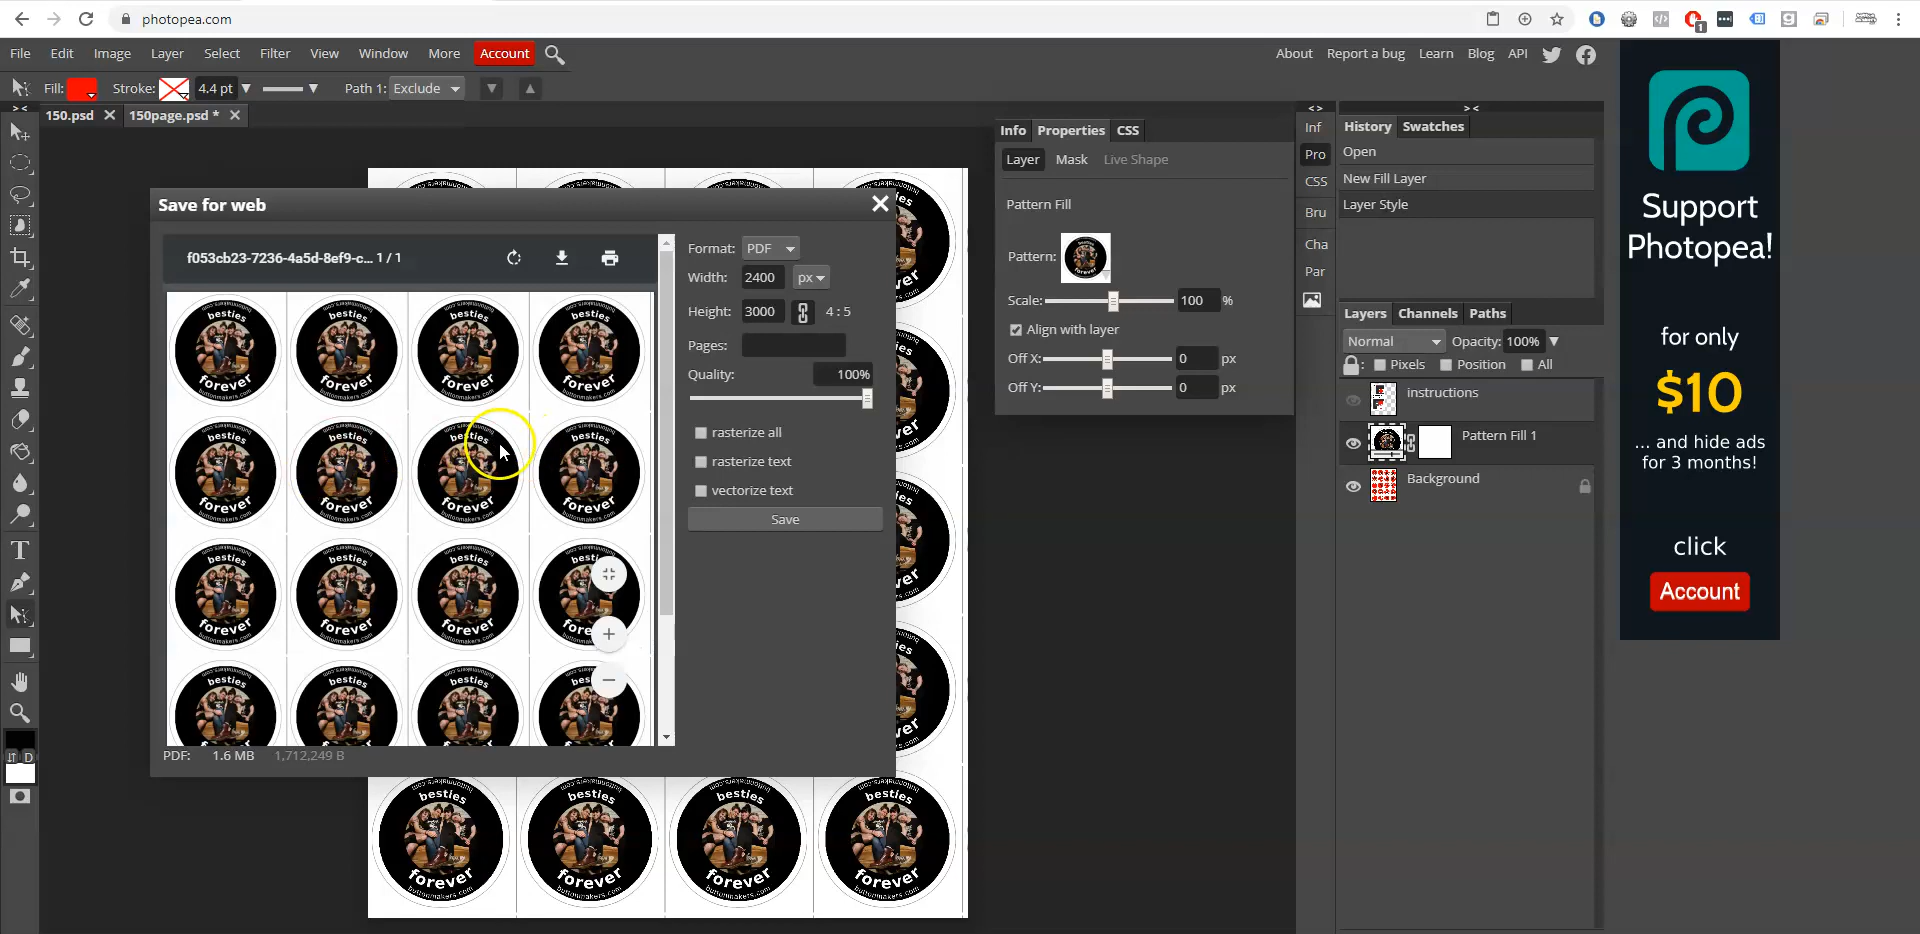 photopea.com
1
File Edit Image Layer Select Filter View Window More Account
About Report a bug Learn Blog API
Fill: Stroke: 4.4 pt ▼ ▼ Path 1: Exclude ▼ ▲
> < 150.psd 150page.psd *
Save for web
f053cb23-7236-4a5d-8ef9-c... 1 / 1
Format: PDF
Width: 2400 px
Height: 3000 4 : 5
Pages:
Quality: 100%
rasterize all
rasterize text
vectorize text
Save
PDF: 1.6 MB 1,712,249 B
besties
forever
buttonmakers.com
T
D
Info Properties CSS
Layer Mask Live Shape
Pattern Fill
Pattern:
Scale: 100 %
Align with layer
Off X: 0 px
Off Y: 0 px
< >
Inf
Pro
CSS
Bru
Cha
Par
> <
History Swatches
Open
New Fill Layer
Layer Style
Layers Channels Paths
Normal Opacity: 100% ▼
: Pixels Position All
instructions
Pattern Fill 1
Background
Support
Photopea!
for only
$10
... and hide ads
for 3 months!
click
Account